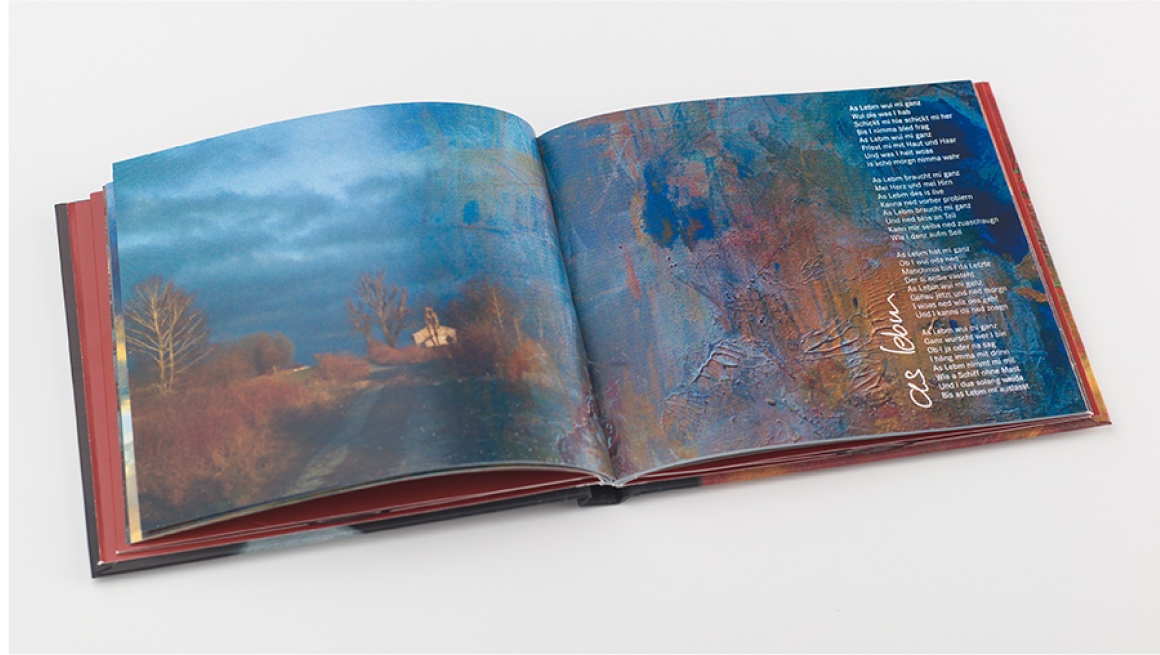 As Lebm wui mi ganz
Wui ois was I hab
Schickt mi hie schickt mi her
Bis I nimma bled frag
As Lebm wui mi ganz
Frisst mi mit Haut und Haar
Und was I heit woas
is scho morgn nimma wahr
As Lebm braucht mi ganz
Mei Herz und mei Hirn
As Lebm des is live
Kanna ned vorher probiern
As Lebm braucht mi ganz
Und ned blos an Teil
Kann mir selba ned zuaschaugn
Wia I danz aufm Seil
As Lebm hat mi ganz
Ob I wui oda ned
Manchmoi bin I da Letzte
Der si selba vasteht
As Lebm wui mi ganz
Genau jetzt und ned morgn
I woas ned wia des geht
Und I kanns da ned
As Lebm wui mi ganz
Ganz wurscht wer I bin
Ob I ja oder na sag
I häng imma mit drinn
As Lebm nimmt mi mit
Wia a Schiff ohne Mast
Und I dua solang weida
Bis as Lebm mi auslasst
as lebm